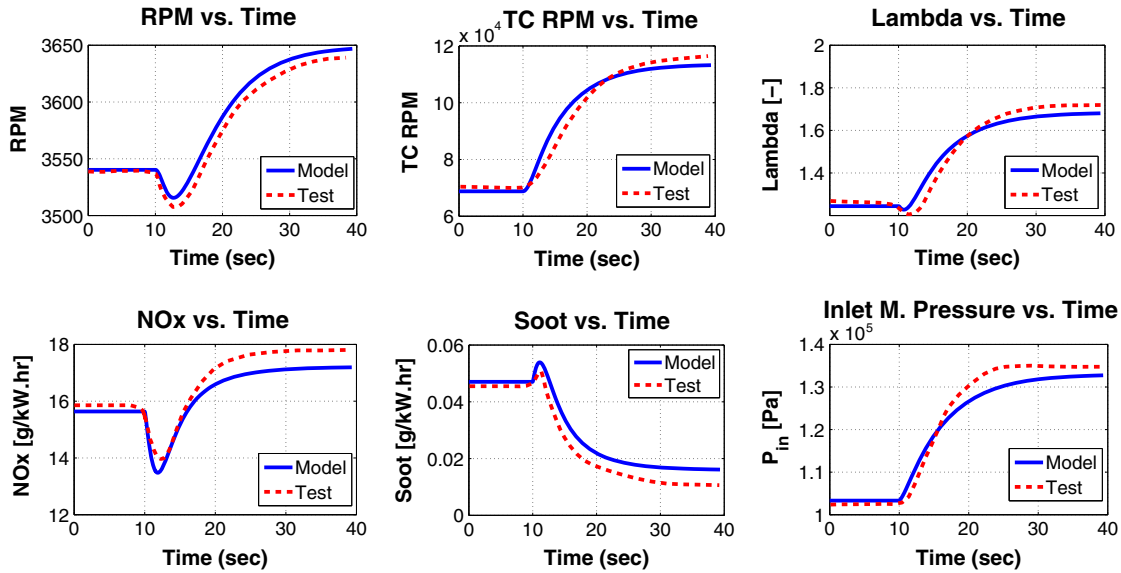 RPM vs. Time
3650
3600
3540
3500
RPM
0 10 20 30 40
Time (sec)
Model
Test
TC RPM vs. Time
x 10⁴
12
10
8
6
TC RPM
0 10 20 30 40
Time (sec)
Model
Test
Lambda vs. Time
2
1.8
1.6
1.4
Lambda [−]
0 10 20 30 40
Time (sec)
Model
Test
NOx vs. Time
18
16
14
12
NOx [g/kW.hr]
0 10 20 30 40
Time (sec)
Model
Test
Soot vs. Time
0.06
0.04
0.02
0
Soot [g/kW.hr]
0 10 20 30 40
Time (sec)
Model
Test
Inlet M. Pressure vs. Time
x 10⁵
1.4
1.3
1.2
1.1
1
P_in [Pa]
0 10 20 30 40
Time (sec)
Model
Test